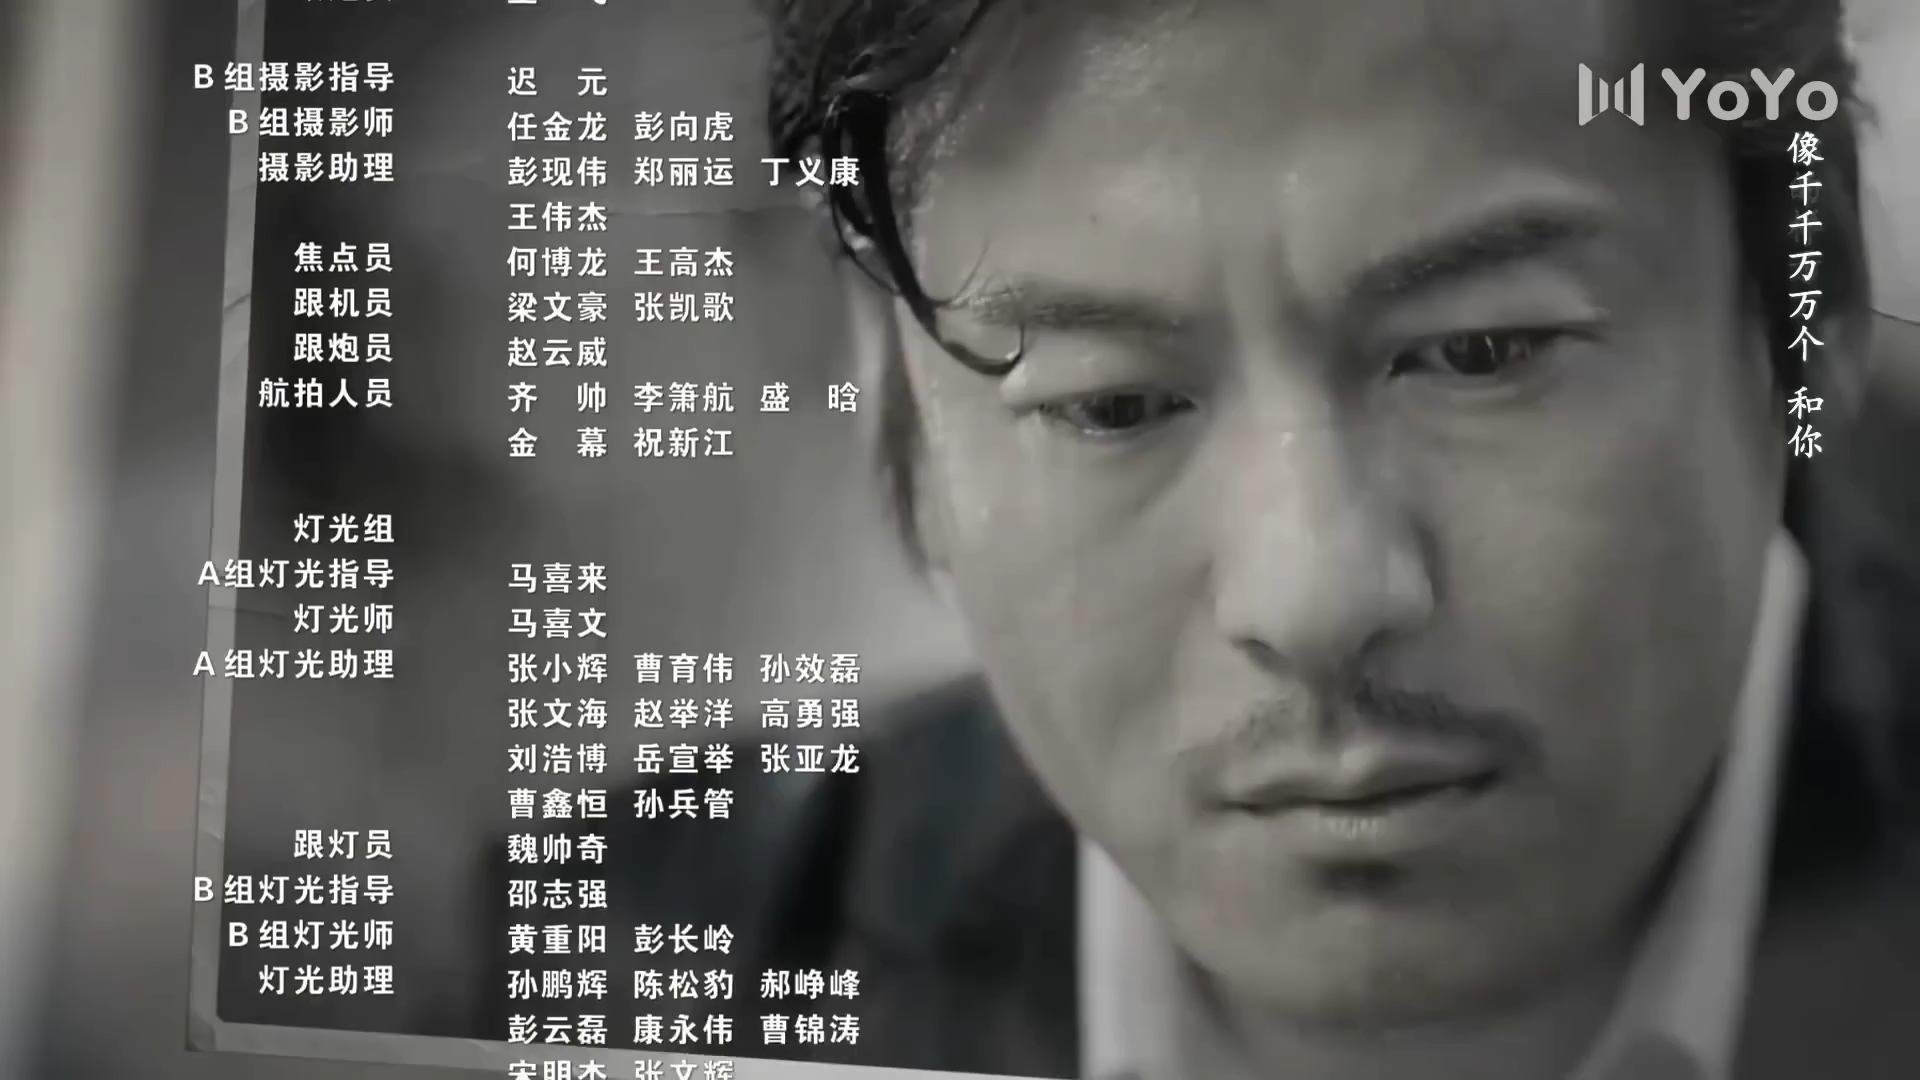 B组摄影指导 迟 元
B组摄影师 任金龙 彭向虎
摄影助理 彭现伟 郑丽运 丁义康
王伟杰
焦点员 何博龙 王高杰
跟机员 梁文豪 张凯歌
跟炮员 赵云威
航拍人员 齐 帅 李箫航 盛 晗
金 幕 祝新江
灯光组
A组灯光指导 马喜来
灯光师 马喜文
A组灯光助理 张小辉 曹育伟 孙效磊
张文海 赵举洋 高勇强
刘浩博 岳宣举 张亚龙
曹鑫恒 孙兵管
跟灯员 魏帅奇
B组灯光指导 邵志强
B组灯光师 黄重阳 彭长岭
灯光助理 孙鹏辉 陈松豹 郝峥峰
彭云磊 康永伟 曹锦涛
宋明杰 张文辉
YoYo
像千千万万个 和你